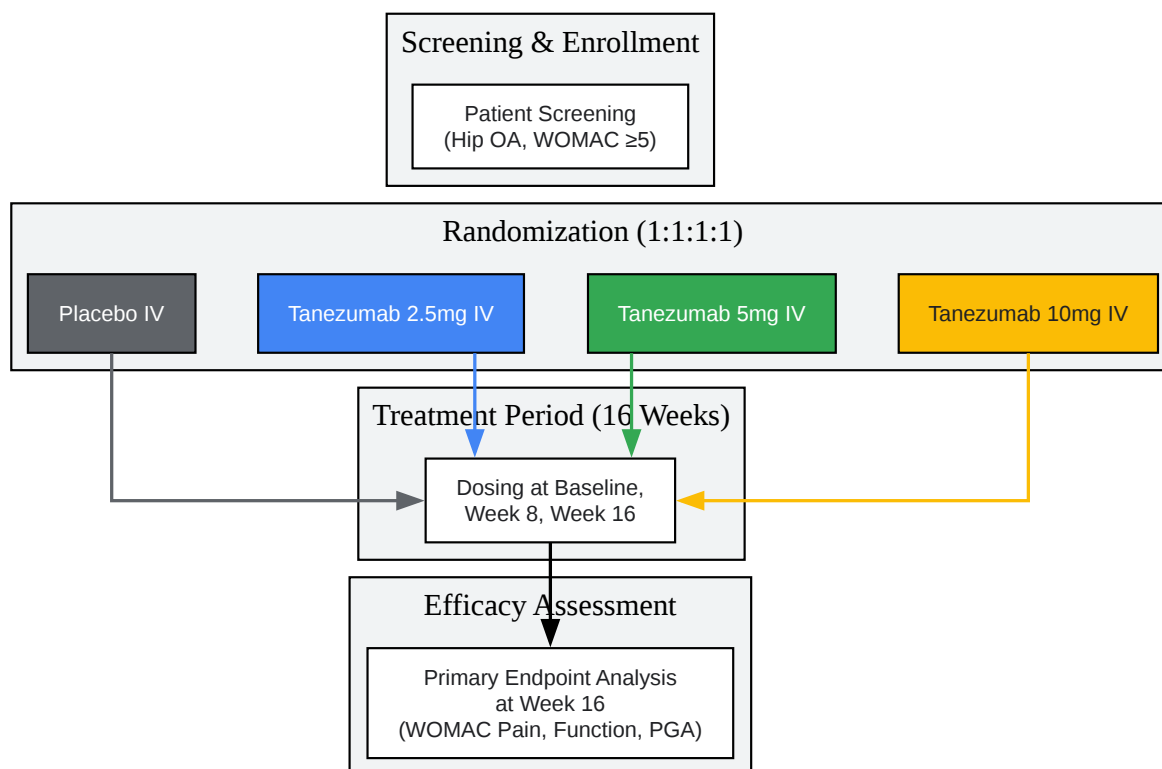 Screening & Enrollment
Patient Screening
(Hip OA, WOMAC ≥5)
Randomization (1:1:1:1)
Placebo IV
Tanezumab 2.5mg IV
Tanezumab 5mg IV
Tanezumab 10mg IV
Treatment Period (16 Weeks)
Dosing at Baseline,
Week 8, Week 16
Efficacy Assessment
Primary Endpoint Analysis
at Week 16
(WOMAC Pain, Function, PGA)